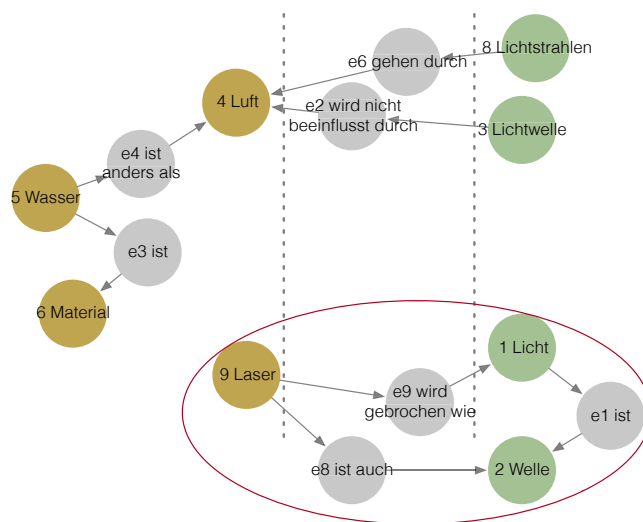 8 Lichtstrahlen
e6 gehen durch
4 Luft
e2 wird nicht
beeinflusst durch
3 Lichtwelle
e4 ist
anders als
5 Wasser
e3 ist
6 Material
1 Licht
9 Laser
e9 wird
gebrochen wie
e1 ist
e8 ist auch
2 Welle